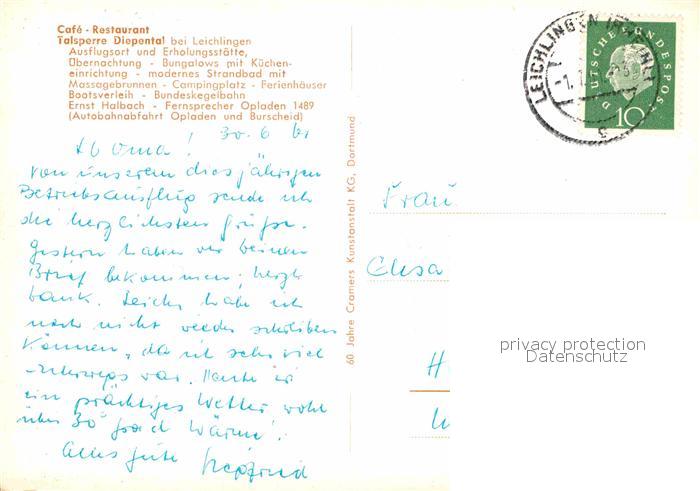 Café - Restaurant
Talsperre Diepental bei Leichlingen
Ausflugsort und Erholungsstätte,
Übernachtung - Bungalows mit Küchen-
einrichtung - modernes Strandbad mit
Massagebrunnen - Campingplatz - Ferienhäuser
Bootsverleih - Bundeskegelbahn
Ernst Halbach - Fernsprecher Opladen 1489
(Autobahnabfahrt Opladen und Burscheid)
30.6.61
Lb Oma!
Von unserem diesjährigen
Betriebsausflug sende ich
die herzlichsten Grüße.
Gestern haben wir deinen
Brief bekommen, herzl.
Dank. Leider habe ich
noch nicht wieder schreiben
können, da ich sehr viel
unterwegs war. Heute ist
ein prächtiges Wetter, wohl
über 30 Grad Wärme!
Alles Gute Siegfried
60 Jahre Cramers Kunstanstalt KG, Dortmund
LEICHLINGEN
DEUTSCHE BUNDESPOST
10
Frau
Elisa
H
privacy protection
Datenschutz